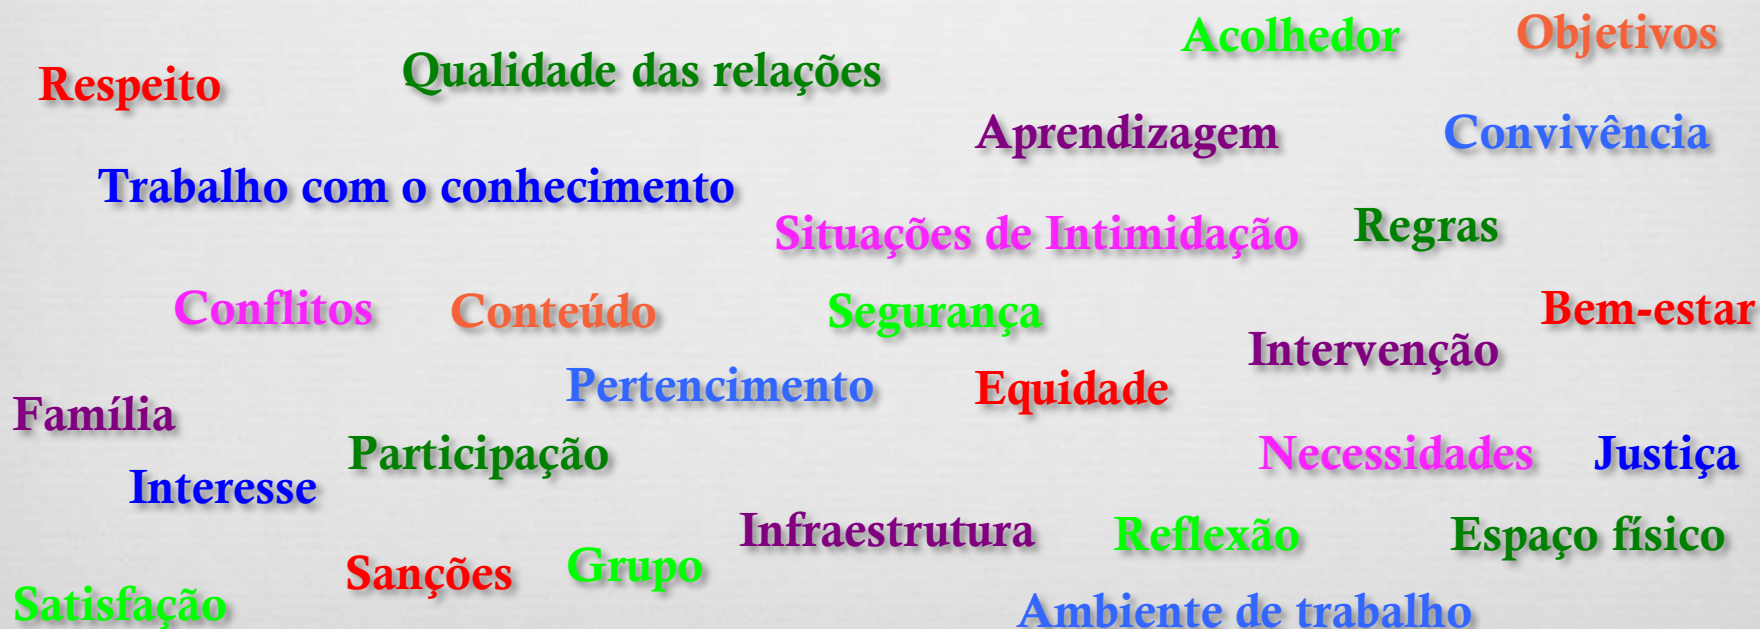 Acolhedor
Objetivos
Respeito
Qualidade das relações
Aprendizagem
Convivência
Trabalho com o conhecimento
Situações de Intimidação
Regras
Conflitos
Conteúdo
Segurança
Bem-estar
Intervenção
Pertencimento
Equidade
Família
Participação
Necessidades
Justiça
Interesse
Infraestrutura
Reflexão
Espaço físico
Sanções
Grupo
Satisfação
Ambiente de trabalho